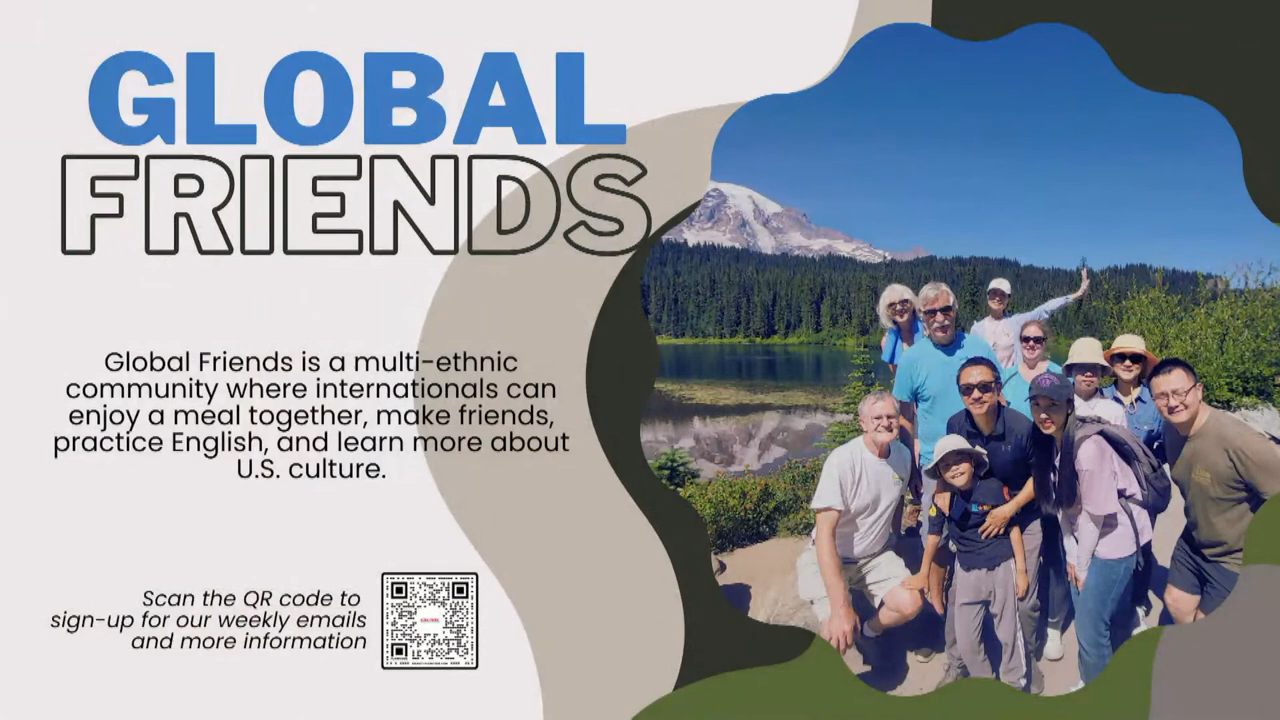 GLOBAL
FRIENDS
Global Friends is a multi-ethnic
community where internationals can
enjoy a meal together, make friends,
practice English, and learn more about
U.S. culture.
Scan the QR code to
sign-up for our weekly emails
and more information